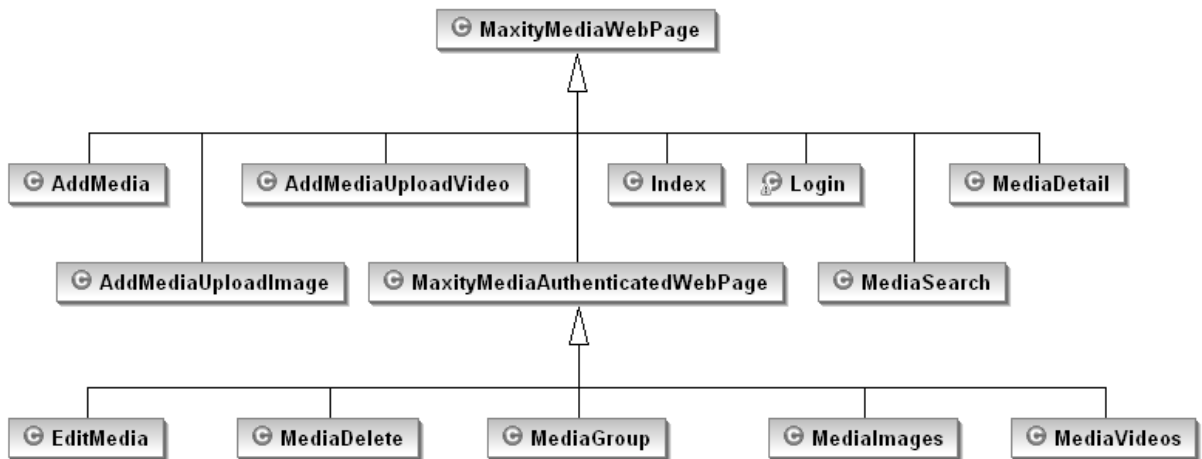 MaxityMediaWebPage
AddMedia
AddMediaUploadVideo
Index
Login
MediaDetail
AddMediaUploadImage
MaxityMediaAuthenticatedWebPage
MediaSearch
EditMedia
MediaDelete
MediaGroup
MediaImages
MediaVideos